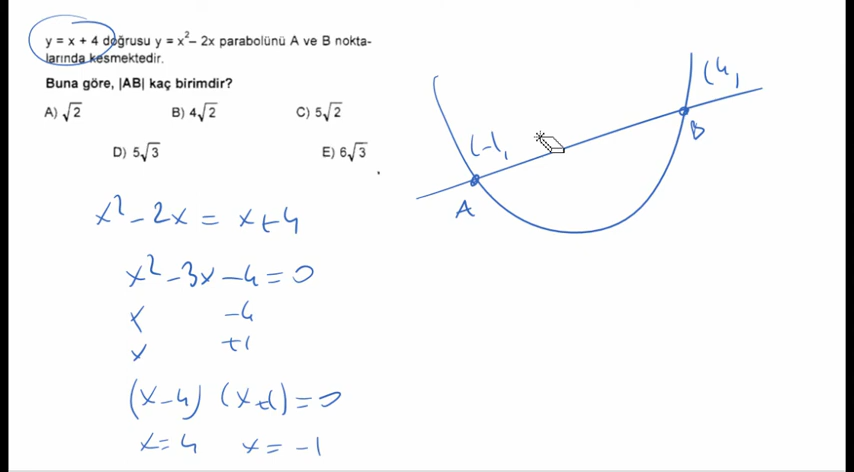 y = x + 4 doğrusu y = x² – 2x parabolünü A ve B nokta-
larında kesmektedir.
Buna göre, |AB| kaç birimdir?
A) √2 B) 4√2 C) 5√2
D) 5√3 E) 6√3
(4,
(-1,
B
A
x² - 2x = x+4
x² - 3x - 4 = 0
x -4
x +1
(x-4) (x+1) = 0
x=4 x= -1